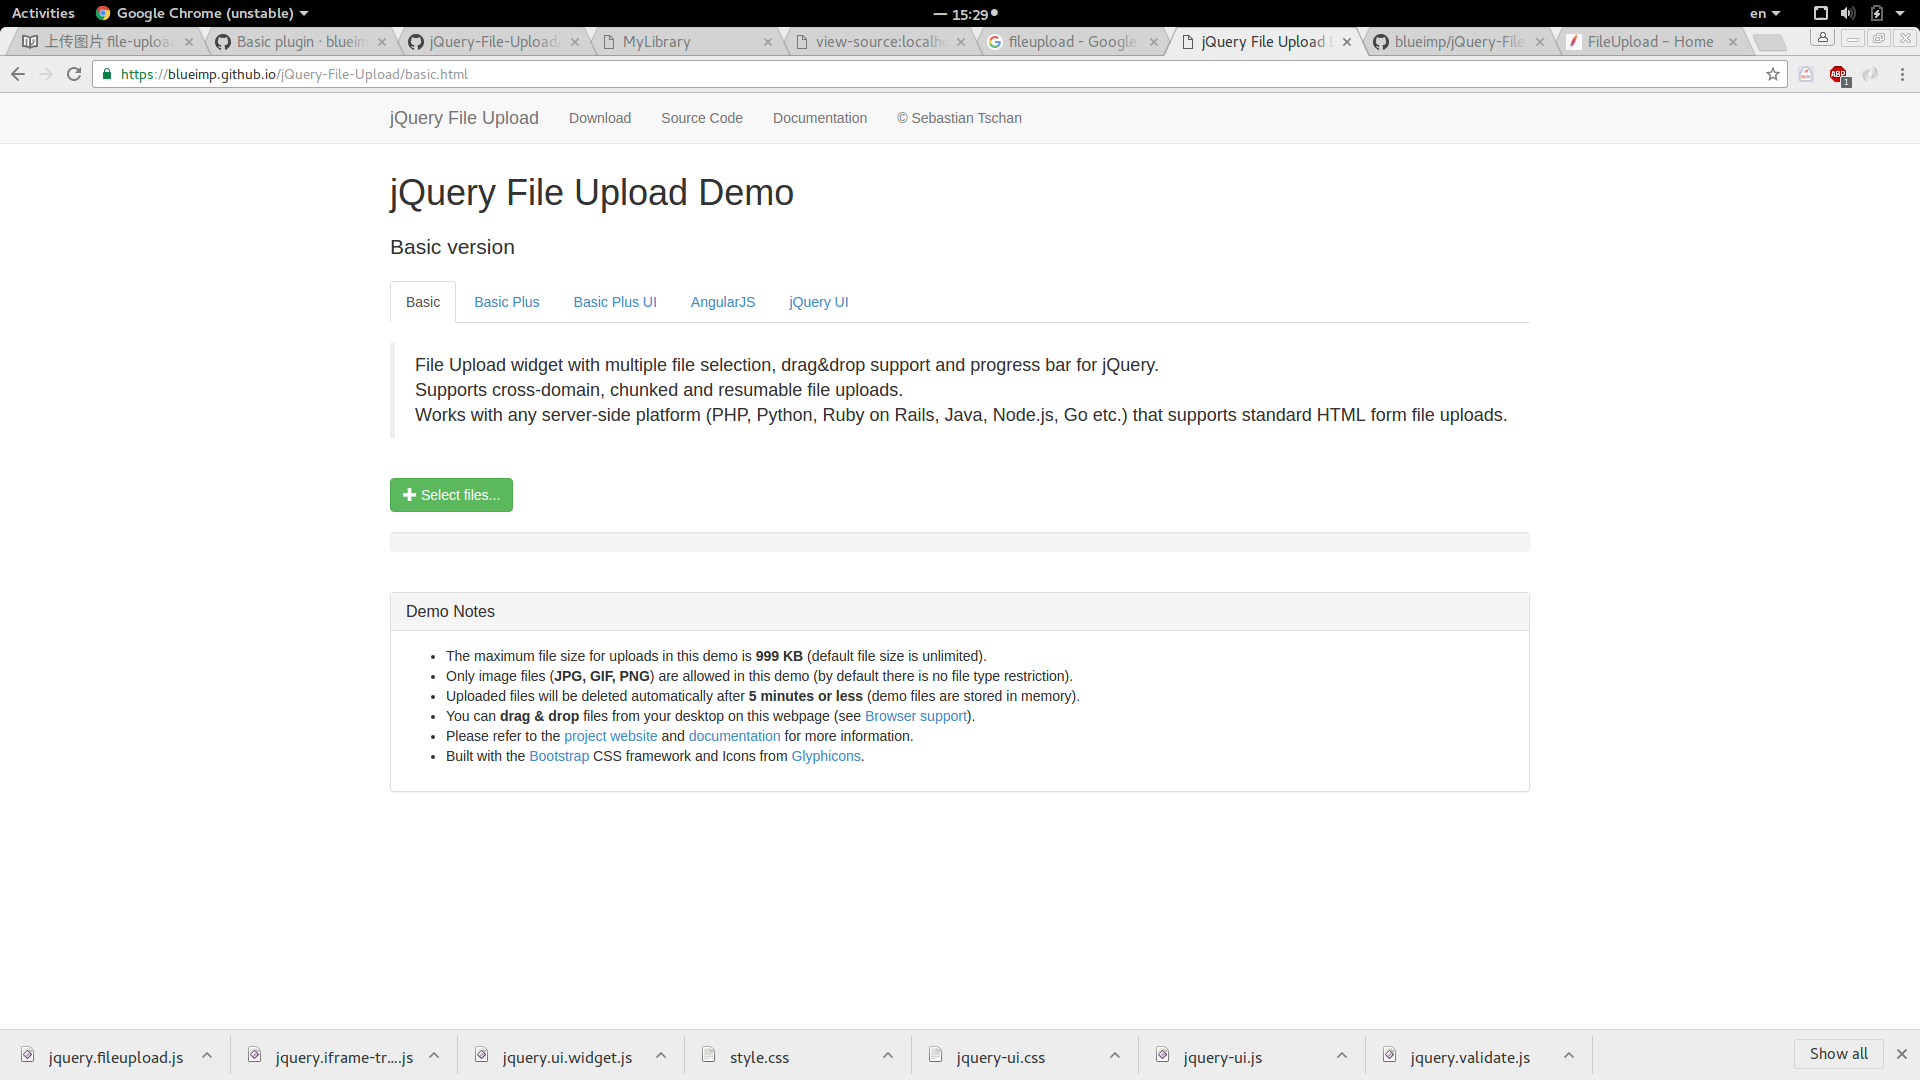 Activities Google Chrome (unstable) 15:29 en
上传图片 file-upload Basic plugin · blueim jQuery-File-Upload/ MyLibrary view-source:localho fileupload - Google jQuery File Upload D blueimp/jQuery-File FileUpload – Home
https://blueimp.github.io/jQuery-File-Upload/basic.html ABP 1
jQuery File Upload Download Source Code Documentation © Sebastian Tschan
jQuery File Upload Demo
Basic version
Basic Basic Plus Basic Plus UI AngularJS jQuery UI
File Upload widget with multiple file selection, drag&drop support and progress bar for jQuery.
Supports cross-domain, chunked and resumable file uploads.
Works with any server-side platform (PHP, Python, Ruby on Rails, Java, Node.js, Go etc.) that supports standard HTML form file uploads.
Select files...
Demo Notes
• The maximum file size for uploads in this demo is 999 KB (default file size is unlimited).
• Only image files (JPG, GIF, PNG) are allowed in this demo (by default there is no file type restriction).
• Uploaded files will be deleted automatically after 5 minutes or less (demo files are stored in memory).
• You can drag & drop files from your desktop on this webpage (see Browser support).
• Please refer to the project website and documentation for more information.
• Built with the Bootstrap CSS framework and Icons from Glyphicons.
jquery.fileupload.js jquery.iframe-tr....js jquery.ui.widget.js style.css jquery-ui.css jquery-ui.js jquery.validate.js Show all